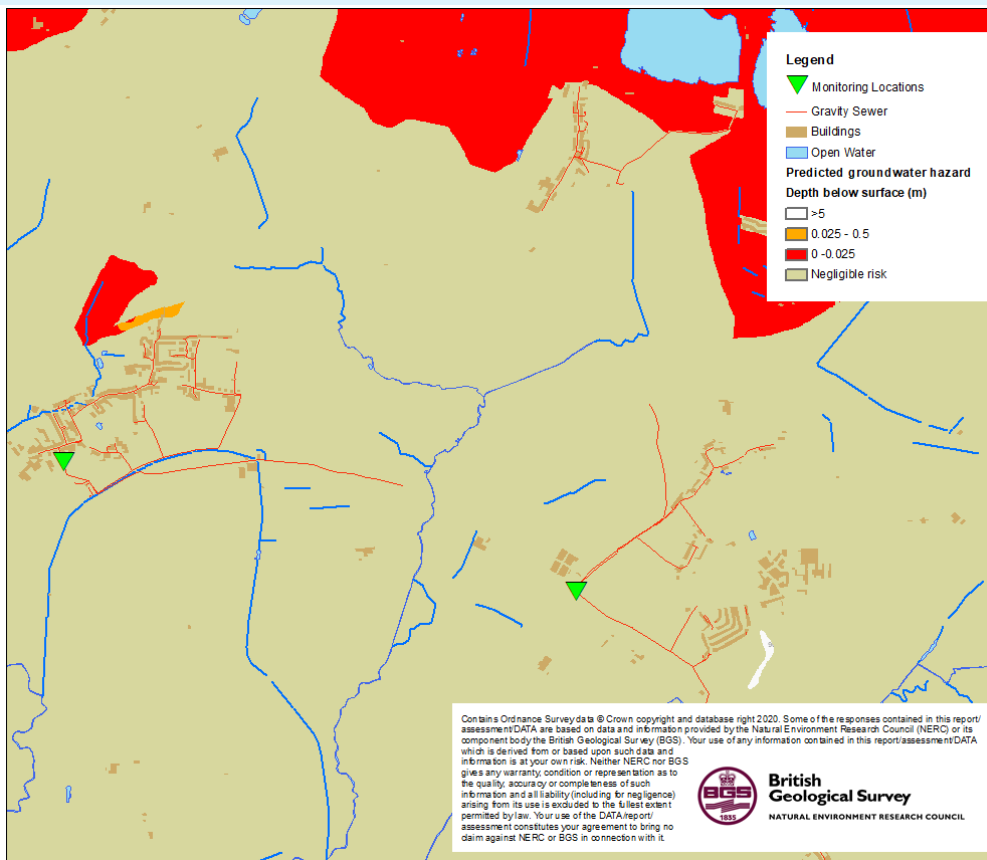 Legend
Monitoring Locations
Gravity Sewer
Buildings
Open Water
Predicted groundwater hazard
Depth below surface (m)
>5
0.025 - 0.5
0 -0.025
Negligible risk
Contains Ordnance Survey data © Crown copyright and database right 2020. Some of the responses contained in this report/
assessment/DATA are based on data and information provided by the Natural Environment Research Council (NERC) or its
component body the British Geological Survey (BGS). Your use of any information contained in this report/assessment/DATA
which is derived from or based upon such data and
information is at your own risk. Neither NERC nor BGS
gives any warranty, condition or representation as to
the quality, accuracy or completeness of such
information and all liability (including for negligence)
arising from its use is excluded to the fullest extent
permitted by law. Your use of the DATA/report/
assessment constitutes your agreement to bring no
claim against NERC or BGS in connection with it.
BGS
1835
British
Geological Survey
NATURAL ENVIRONMENT RESEARCH COUNCIL